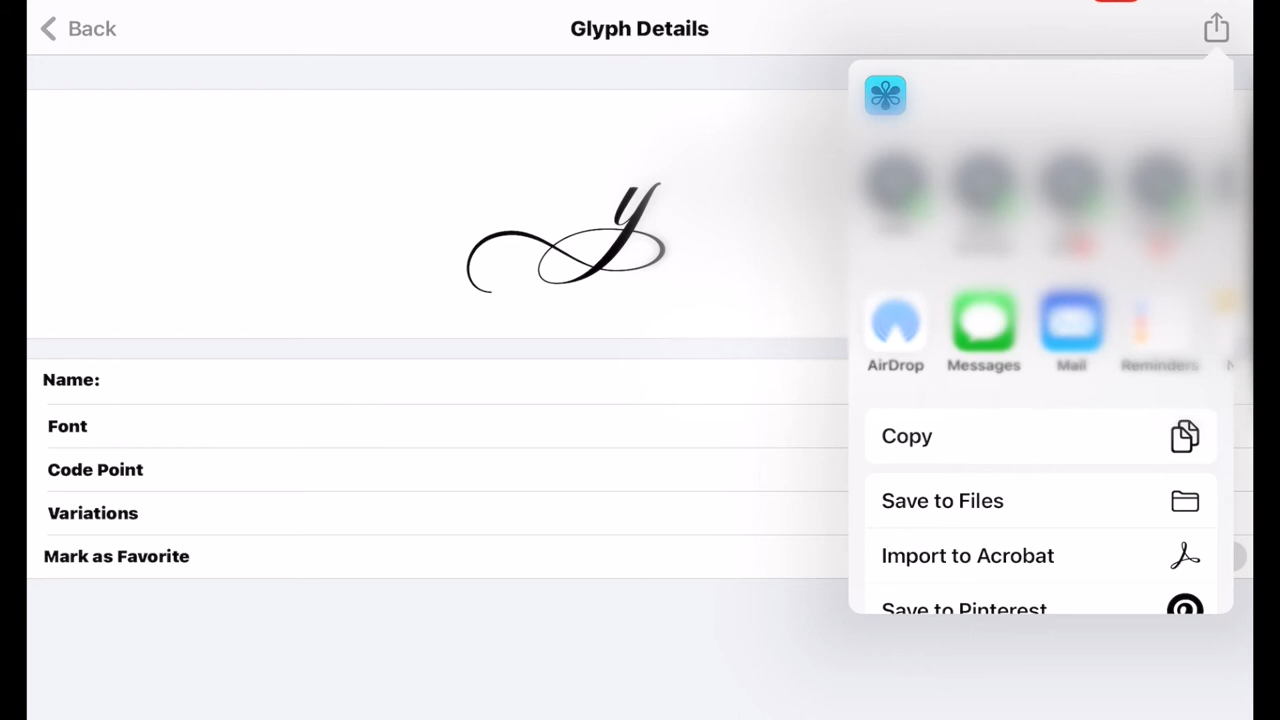 Back
Glyph Details
y
AirDrop
Messages
Mail
Reminders
Name:
Font
Code Point
Variations
Mark as Favorite
Copy
Save to Files
Import to Acrobat
Save to Pinterest